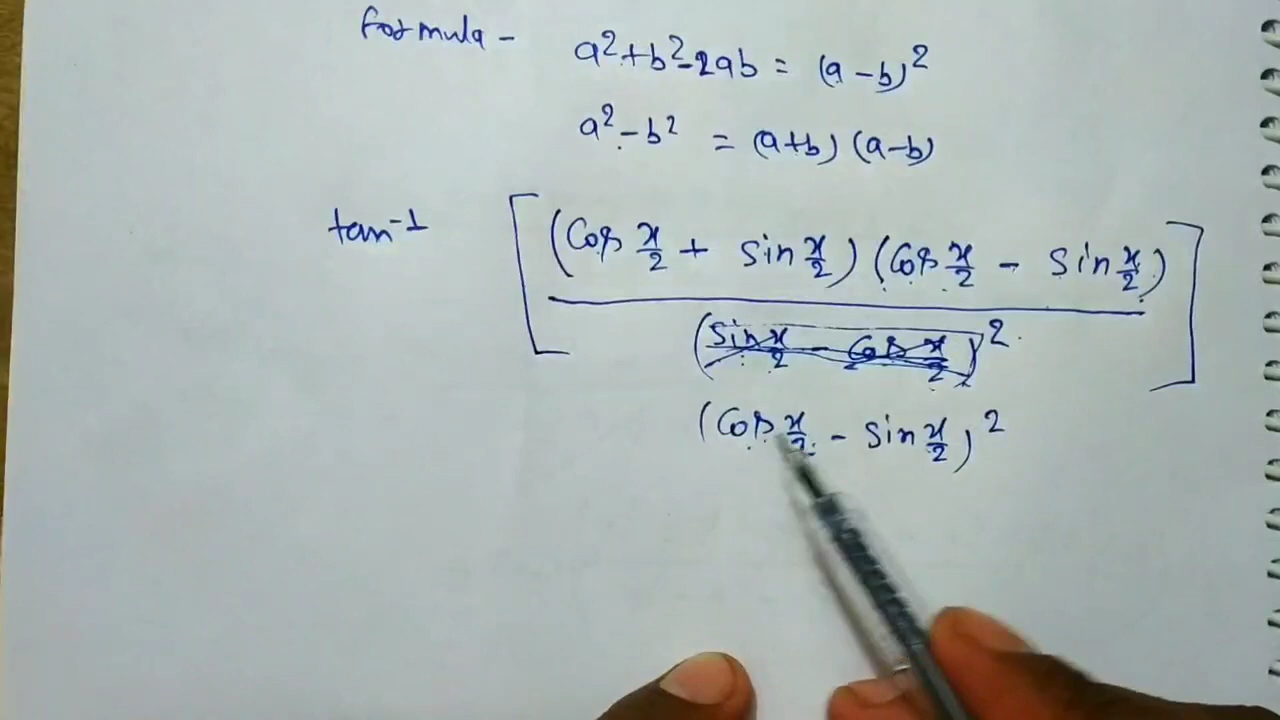 Formula - a²+b²-2ab = (a-b)²
a²-b² = (a+b) (a-b)
tan⁻¹ [ (Cos x/2 + sin x/2) (Cos x/2 - sin x/2) ]
(sin x/2 - Cos x/2)²
(Cos x/2 - sin x/2)²